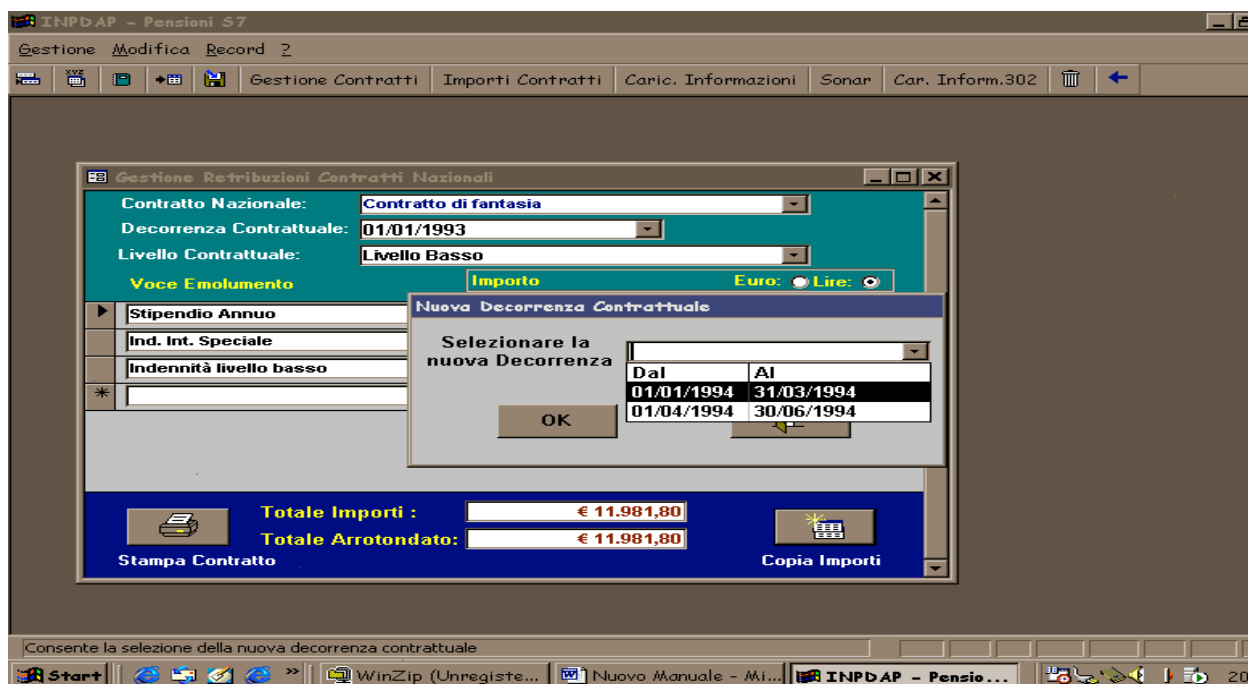 INPDAP - Pensioni S7
Gestione Modifica Record ?
XYZ
Gestione Contratti Importi Contratti Caric. Informazioni Sonar Car. Inform.302
Gestione Retribuzioni Contratti Nazionali
Contratto Nazionale: Contratto di fantasia
Decorrenza Contrattuale: 01/01/1993
Livello Contrattuale: Livello Basso
Voce Emolumento Importo Euro: Lire:
Stipendio Annuo
Ind. Int. Speciale
Indennità livello basso
Nuova Decorrenza Contrattuale
Selezionare la
nuova Decorrenza
Dal Al
01/01/1994 31/03/1994
01/04/1994 30/06/1994
OK
Totale Importi : € 11.981,80
Totale Arrotondato: € 11.981,80
Stampa Contratto Copia Importi
Consente la selezione della nuova decorrenza contrattuale
Start » WinZip (Unregiste... Nuovo Manuale - Mi... INPDAP - Pensio... 20